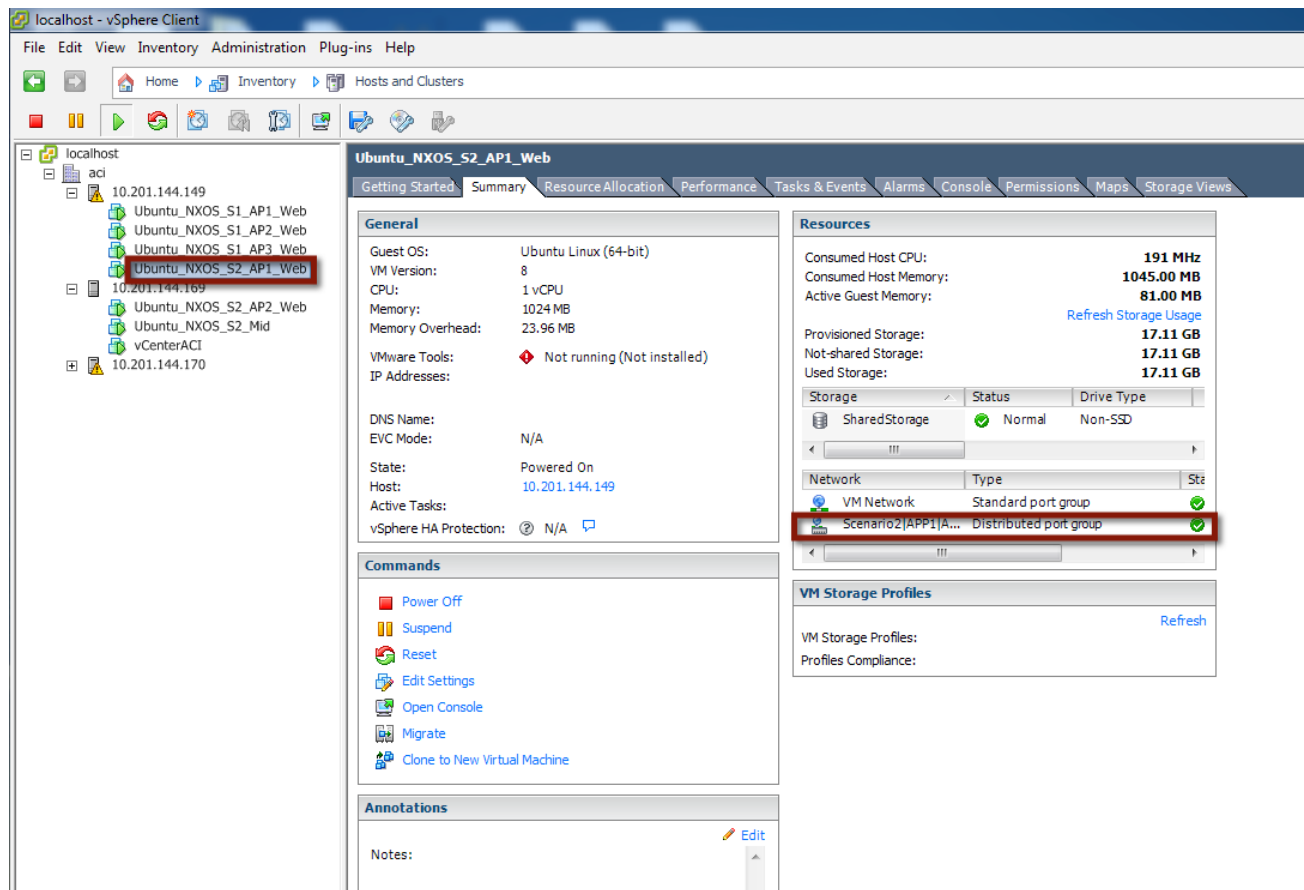 localhost - vSphere Client
File Edit View Inventory Administration Plug-ins Help
Home Inventory Hosts and Clusters
localhost
aci
10.201.144.149
Ubuntu_NXOS_S1_AP1_Web
Ubuntu_NXOS_S1_AP2_Web
Ubuntu_NXOS_S1_AP3_Web
Ubuntu_NXOS_S2_AP1_Web
10.201.144.169
Ubuntu_NXOS_S2_AP2_Web
Ubuntu_NXOS_S2_Mid
vCenterACI
10.201.144.170
Ubuntu_NXOS_S2_AP1_Web
Getting Started Summary Resource Allocation Performance Tasks & Events Alarms Console Permissions Maps Storage Views
General
Guest OS: Ubuntu Linux (64-bit)
VM Version: 8
CPU: 1 vCPU
Memory: 1024 MB
Memory Overhead: 23.96 MB
VMware Tools: Not running (Not installed)
IP Addresses:
DNS Name:
EVC Mode: N/A
State: Powered On
Host: 10.201.144.149
Active Tasks:
vSphere HA Protection: N/A
Commands
Power Off
Suspend
Reset
Edit Settings
Open Console
Migrate
Clone to New Virtual Machine
Annotations
Edit
Notes:
Resources
Consumed Host CPU: 191 MHz
Consumed Host Memory: 1045.00 MB
Active Guest Memory: 81.00 MB
Refresh Storage Usage
Provisioned Storage: 17.11 GB
Not-shared Storage: 17.11 GB
Used Storage: 17.11 GB
Storage Status Drive Type
SharedStorage Normal Non-SSD
Network Type Sta
VM Network Standard port group
Scenario2|APP1|A... Distributed port group
VM Storage Profiles
Refresh
VM Storage Profiles:
Profiles Compliance: